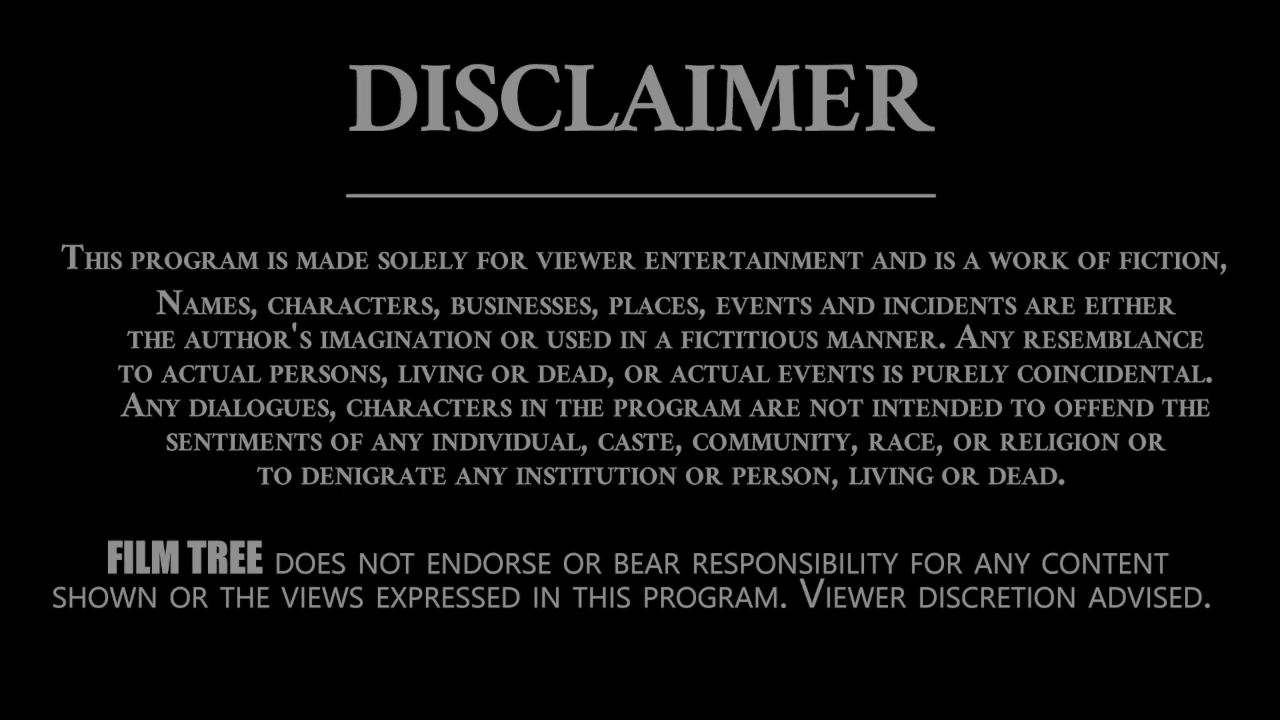 DISCLAIMER
THIS PROGRAM IS MADE SOLELY FOR VIEWER ENTERTAINMENT AND IS A WORK OF FICTION,
NAMES, CHARACTERS, BUSINESSES, PLACES, EVENTS AND INCIDENTS ARE EITHER
THE AUTHOR'S IMAGINATION OR USED IN A FICTITIOUS MANNER. ANY RESEMBLANCE
TO ACTUAL PERSONS, LIVING OR DEAD, OR ACTUAL EVENTS IS PURELY COINCIDENTAL.
ANY DIALOGUES, CHARACTERS IN THE PROGRAM ARE NOT INTENDED TO OFFEND THE
SENTIMENTS OF ANY INDIVIDUAL, CASTE, COMMUNITY, RACE, OR RELIGION OR
TO DENIGRATE ANY INSTITUTION OR PERSON, LIVING OR DEAD.
FILM TREE DOES NOT ENDORSE OR BEAR RESPONSIBILITY FOR ANY CONTENT
SHOWN OR THE VIEWS EXPRESSED IN THIS PROGRAM. VIEWER DISCRETION ADVISED.